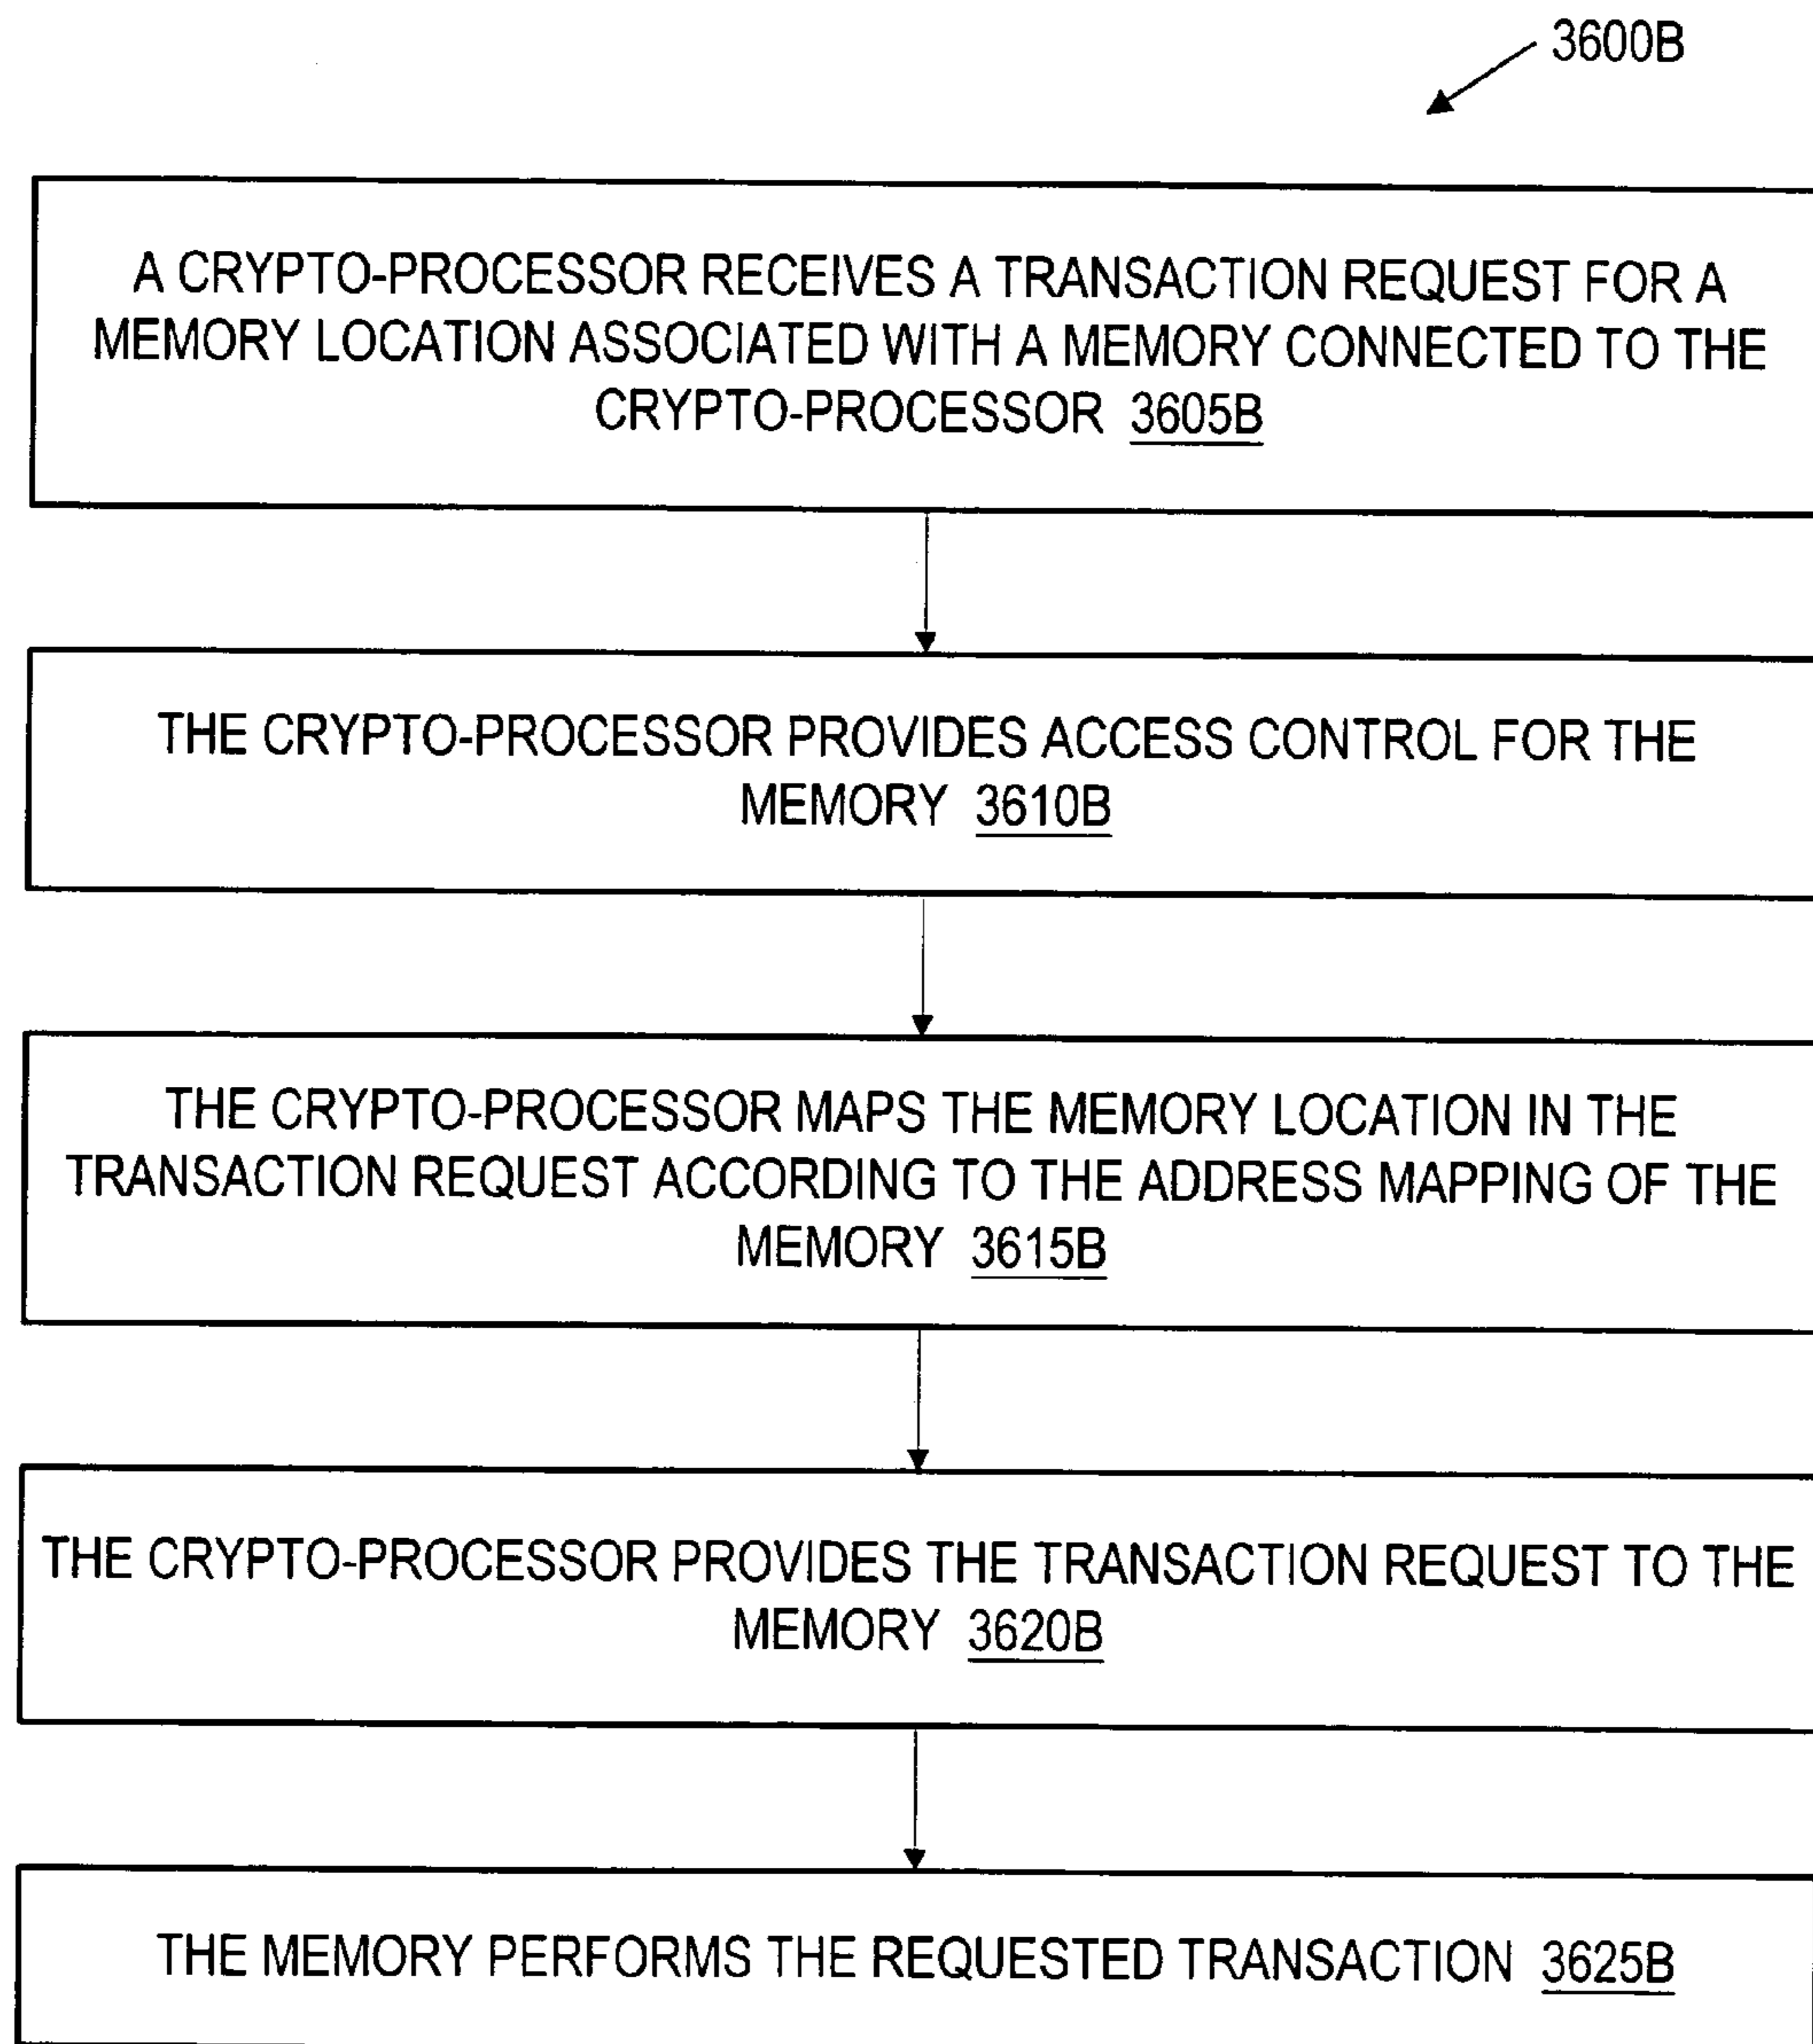 3600B
A CRYPTO-PROCESSOR RECEIVES A TRANSACTION REQUEST FOR A
MEMORY LOCATION ASSOCIATED WITH A MEMORY CONNECTED TO THE
CRYPTO-PROCESSOR 3605B
THE CRYPTO-PROCESSOR PROVIDES ACCESS CONTROL FOR THE
MEMORY 3610B
THE CRYPTO-PROCESSOR MAPS THE MEMORY LOCATION IN THE
TRANSACTION REQUEST ACCORDING TO THE ADDRESS MAPPING OF THE
MEMORY 3615B
THE CRYPTO-PROCESSOR PROVIDES THE TRANSACTION REQUEST TO THE
MEMORY 3620B
THE MEMORY PERFORMS THE REQUESTED TRANSACTION 3625B